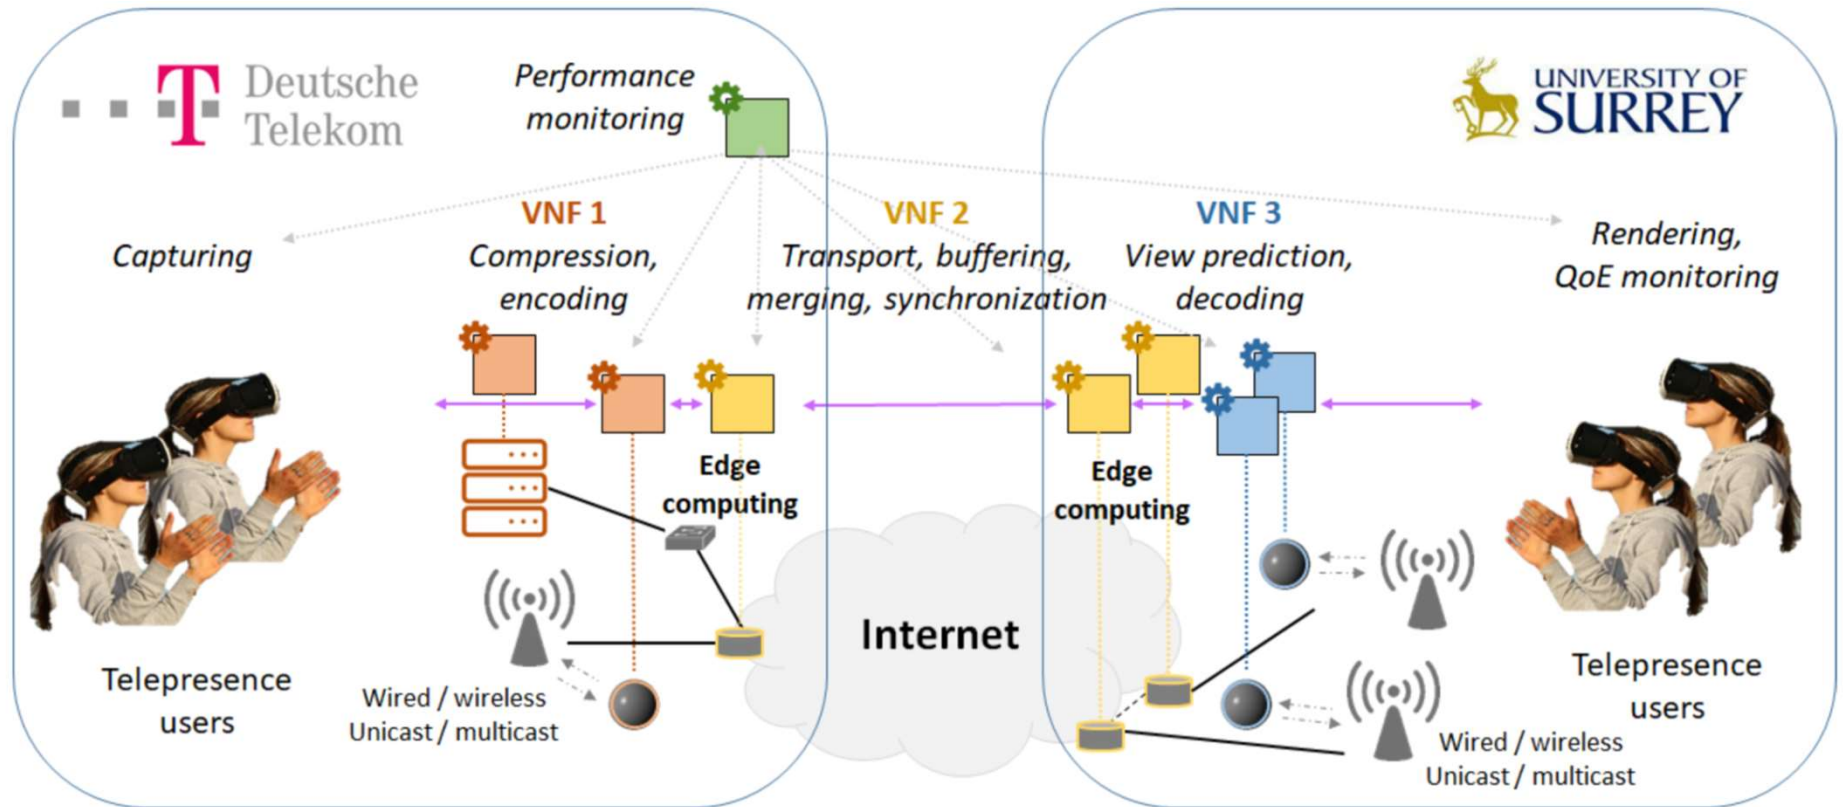 Deutsche
Telekom
Performance
monitoring
UNIVERSITY OF
SURREY
Capturing
VNF 1
Compression,
encoding
VNF 2
Transport, buffering,
merging, synchronization
VNF 3
View prediction,
decoding
Rendering,
QoE monitoring
Edge
computing
Edge
computing
Internet
Telepresence
users
Wired / wireless
Unicast / multicast
Telepresence
users
Wired / wireless
Unicast / multicast